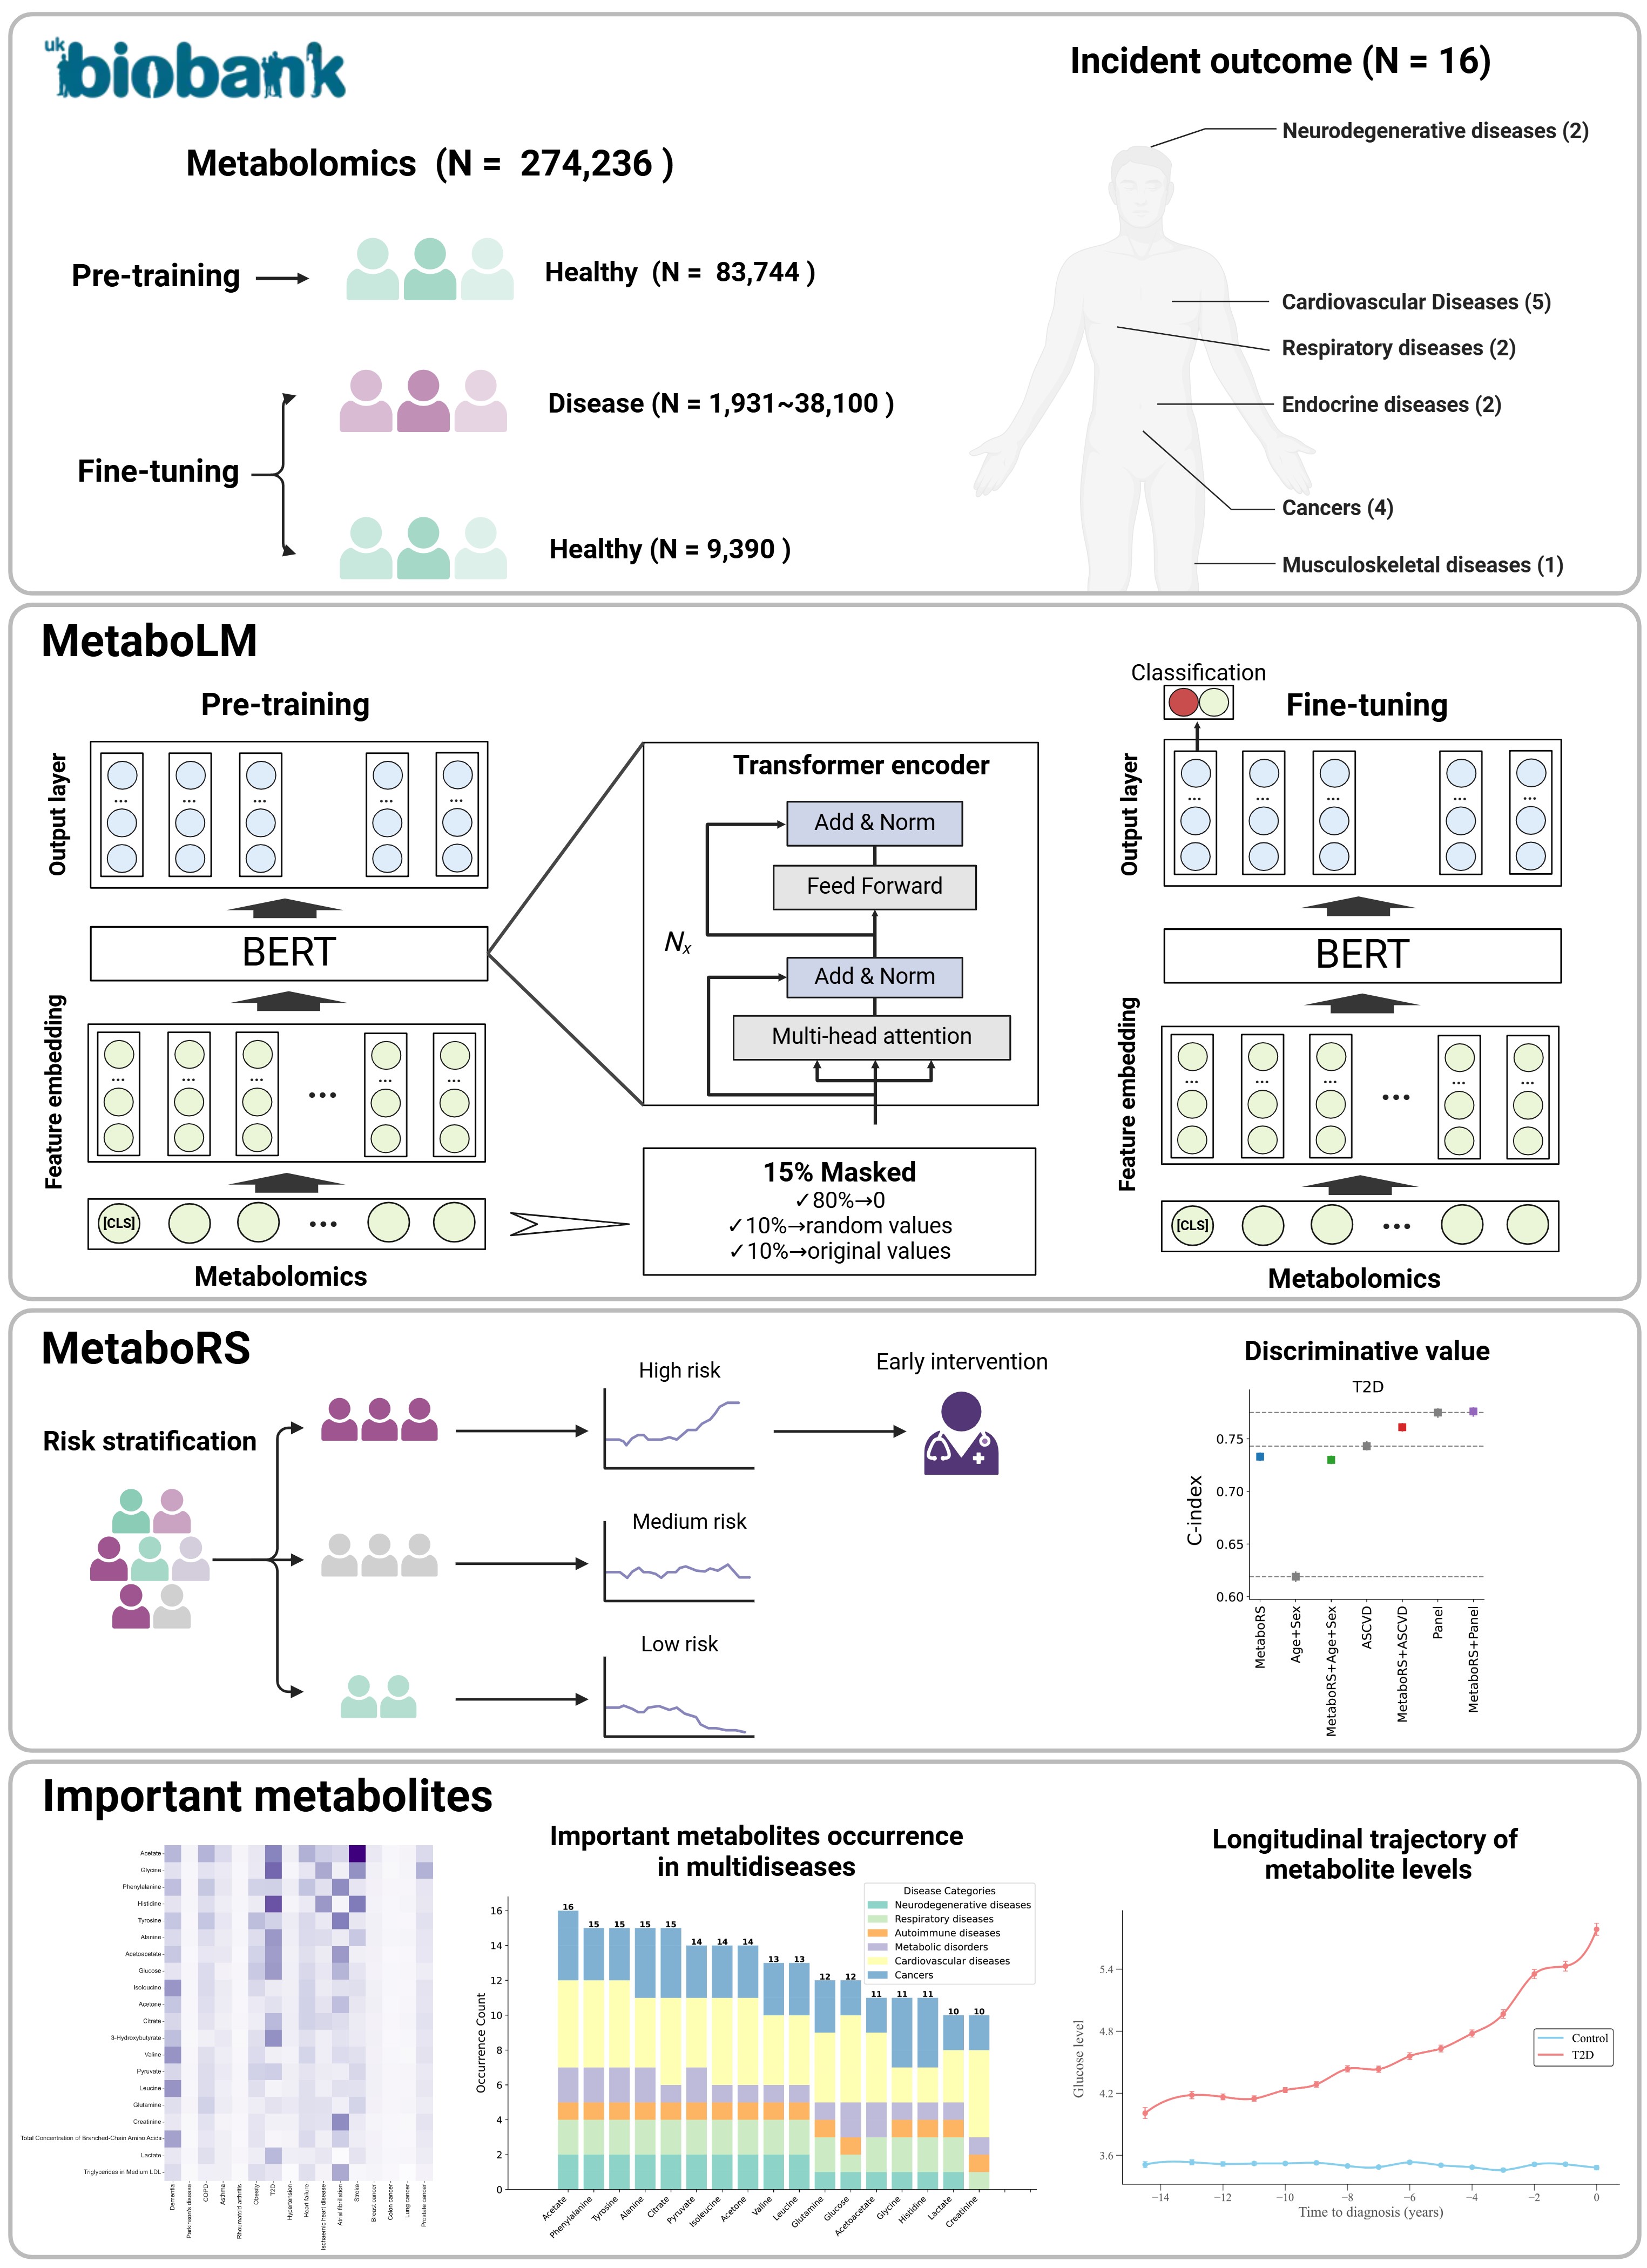 uk
biobank
Incident outcome (N = 16)
Metabolomics (N = 274,236 )
Pre-training
Healthy (N = 83,744 )
Fine-tuning
Disease (N = 1,931~38,100 )
Healthy (N = 9,390 )
Neurodegenerative diseases (2)
Cardiovascular Diseases (5)
Respiratory diseases (2)
Endocrine diseases (2)
Cancers (4)
Musculoskeletal diseases (1)
MetaboLM
Pre-training
Output layer
...
...
...
...
...
BERT
Feature embedding
...
...
...
...
...
...
[CLS]
...
Metabolomics
Transformer encoder
Add & Norm
Feed Forward
Nx
Add & Norm
Multi-head attention
15% Masked
✓80%→0
✓10%→random values
✓10%→original values
Classification
Fine-tuning
Output layer
...
...
...
...
...
BERT
Feature embedding
...
...
...
...
...
...
[CLS]
...
Metabolomics
MetaboRS
Risk stratification
High risk
Early intervention
Medium risk
Low risk
Discriminative value
T2D
C-index
0.75
0.70
0.65
0.60
MetaboRS
Age+Sex
MetaboRS+Age+Sex
ASCVD
MetaboRS+ASCVD
Panel
MetaboRS+Panel
Important metabolites
Acetate
Glycine
Phenylalanine
Histicine
Tyrosine
Alanine
Acetoacetate
Glucose
Isoleucine
Acetone
Citrate
3-Hydroxybutyrate
Valine
Pyruvate
Leucine
Glutamine
Creatinine
Total Concentration of Branched-Chain Amino Acids
Lactate
Triglycerides in Medium LDL
Dementia
Parkinson's disease
COPD
Asthma
Rheumatoid arthritis
Obesity
T2D
Hypertension
Heart failure
Ischaemic heart disease
Atrial fibrillation
Stroke
Breast cancer
Colon cancer
Lung cancer
Prostate cancer
Important metabolites occurrence
in multidiseases
Disease Categories
Neurodegenerative diseases
Respiratory diseases
Autoimmune diseases
Metabolic disorders
Cardiovascular diseases
Cancers
Occurrence Count
16
14
12
10
8
6
4
2
0
16
15
15
15
15
14
14
14
13
13
12
12
11
11
11
10
10
Acetate
Phenylalanine
Tyrosine
Alanine
Citrate
Pyruvate
Isoleucine
Acetone
Valine
Leucine
Glutamine
Glucose
Acetoacetate
Glycine
Histidine
Lactate
Creatinine
Longitudinal trajectory of
metabolite levels
Glucose level
5.4
4.8
4.2
3.6
Control
T2D
−14
−12
−10
−8
−6
−4
−2
0
Time to diagnosis (years)